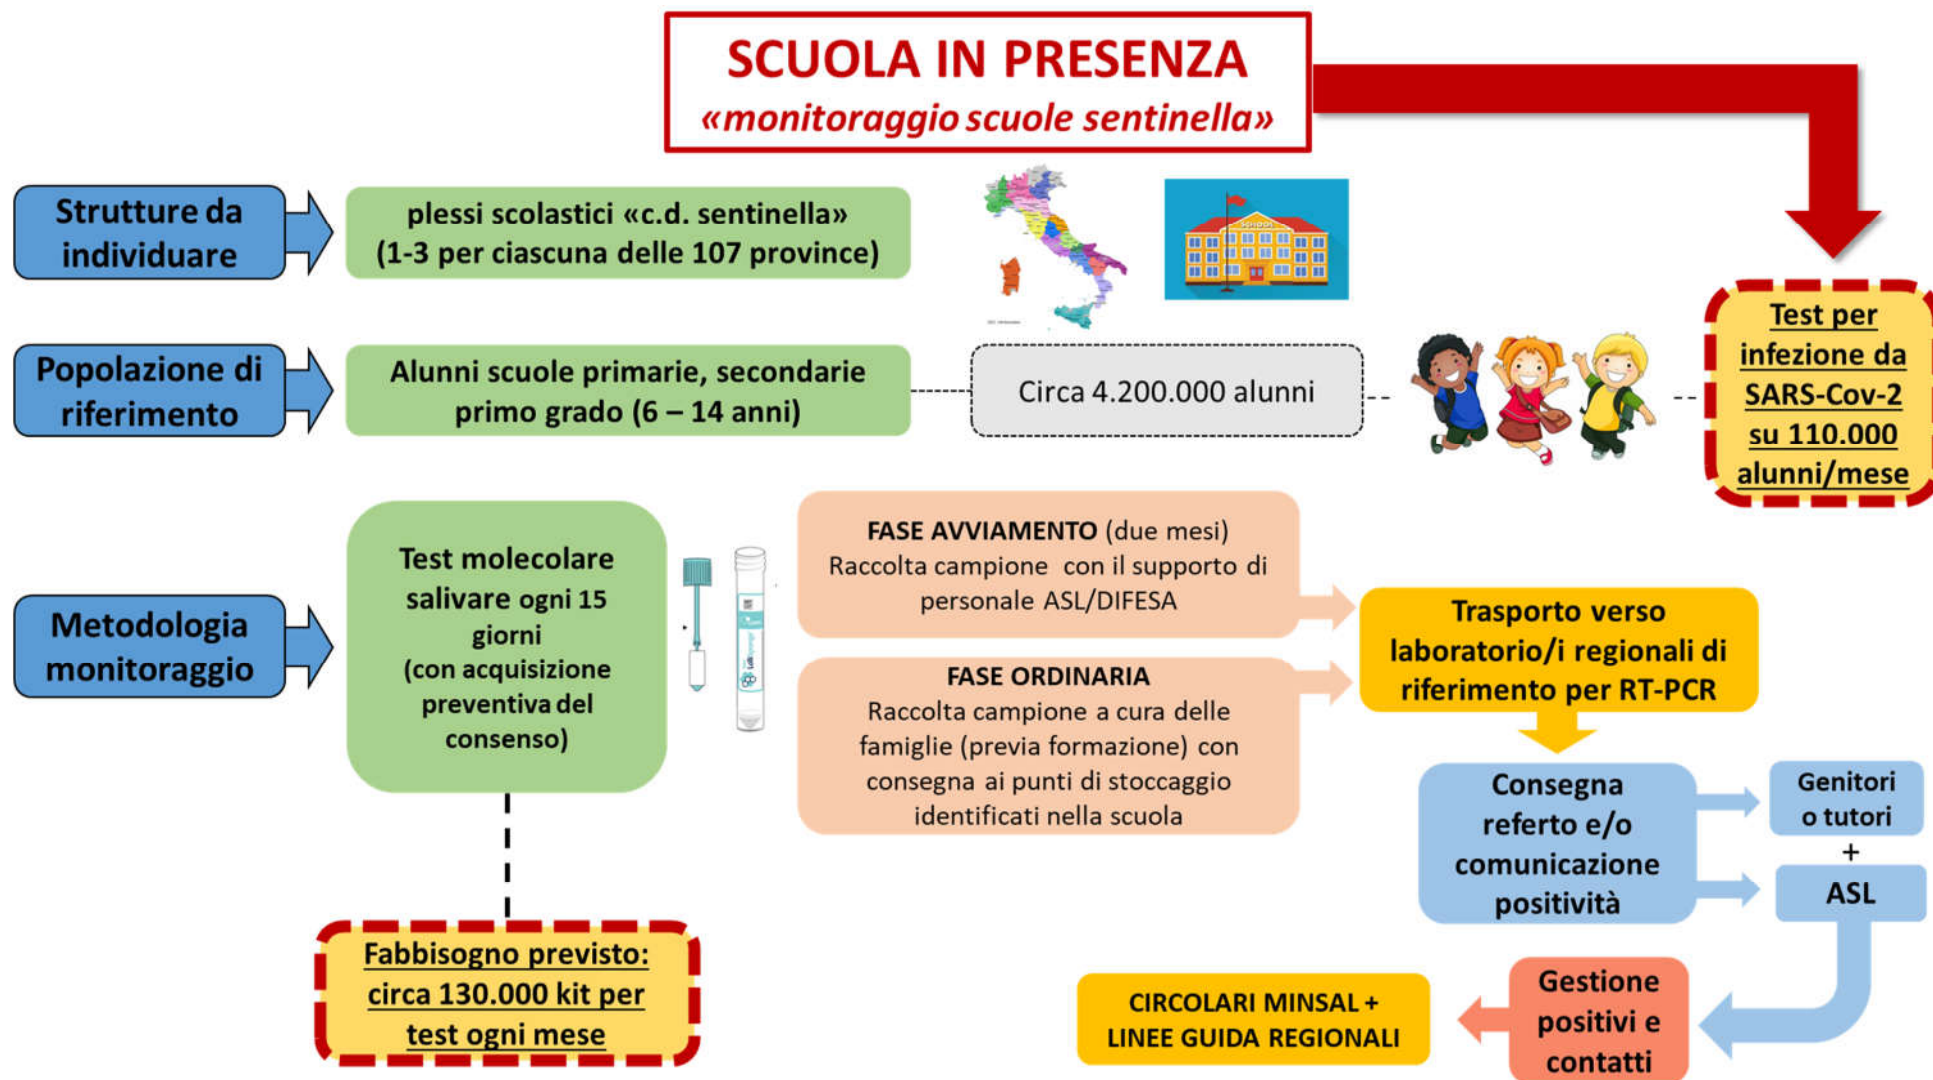 SCUOLA IN PRESENZA
«monitoraggio scuole sentinella»
Strutture da
individuare
plessi scolastici «c.d. sentinella»
(1-3 per ciascuna delle 107 province)
SCHOOL
Popolazione di
riferimento
Alunni scuole primarie, secondarie
primo grado (6 – 14 anni)
Circa 4.200.000 alunni
Test per
infezione da
SARS-Cov-2
su 110.000
alunni/mese
Metodologia
monitoraggio
Test molecolare
salivare ogni 15
giorni
(con acquisizione
preventiva del
consenso)
FASE AVVIAMENTO (due mesi)
Raccolta campione con il supporto di
personale ASL/DIFESA
FASE ORDINARIA
Raccolta campione a cura delle
famiglie (previa formazione) con
consegna ai punti di stoccaggio
identificati nella scuola
Trasporto verso
laboratorio/i regionali di
riferimento per RT-PCR
Consegna
referto e/o
comunicazione
positività
Genitori
o tutori
+
ASL
Fabbisogno previsto:
circa 130.000 kit per
test ogni mese
CIRCOLARI MINSAL +
LINEE GUIDA REGIONALI
Gestione
positivi e
contatti